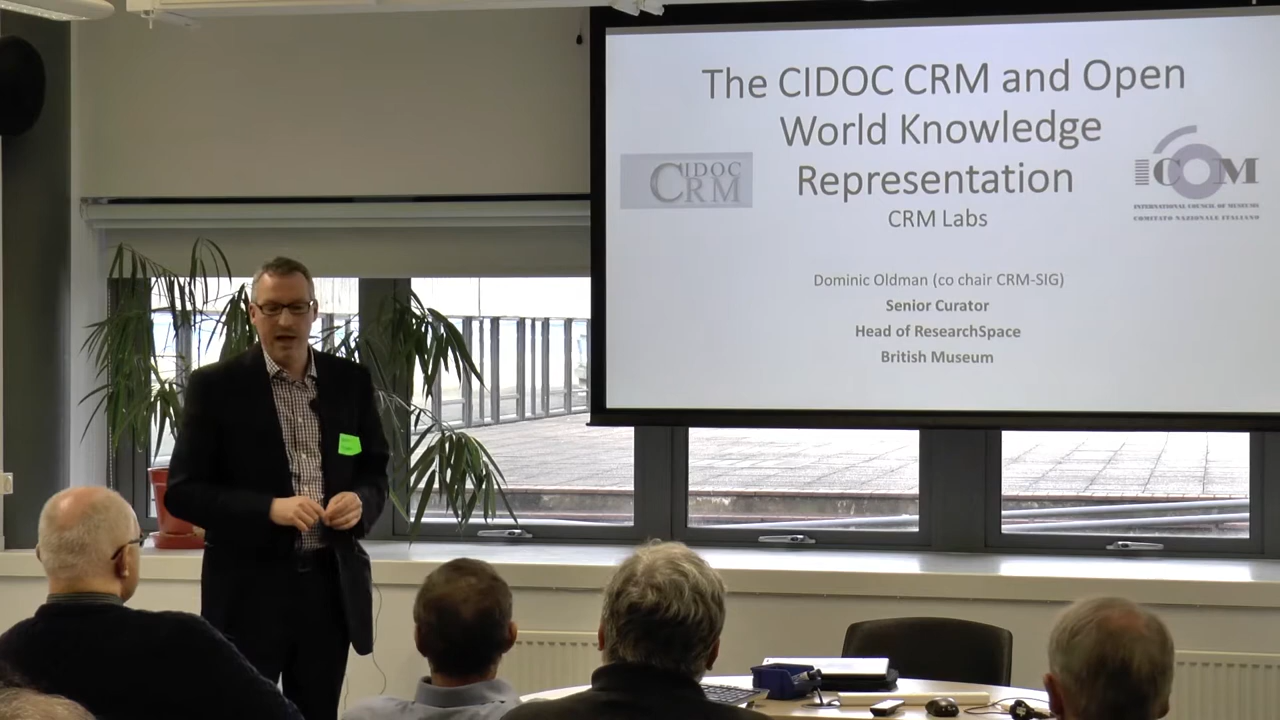 The CIDOC CRM and Open
World Knowledge
Representation
CRM Labs
CIDOC
CRM
ICOM
INTERNATIONAL COUNCIL OF MUSEUMS
COMITATO NAZIONALE ITALIANO
Dominic Oldman (co chair CRM-SIG)
Senior Curator
Head of ResearchSpace
British Museum